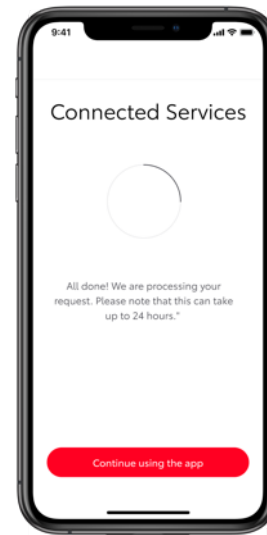 9:41
Connected Services
All done! We are processing your
request. Please note that this can take
up to 24 hours."
Continue using the app